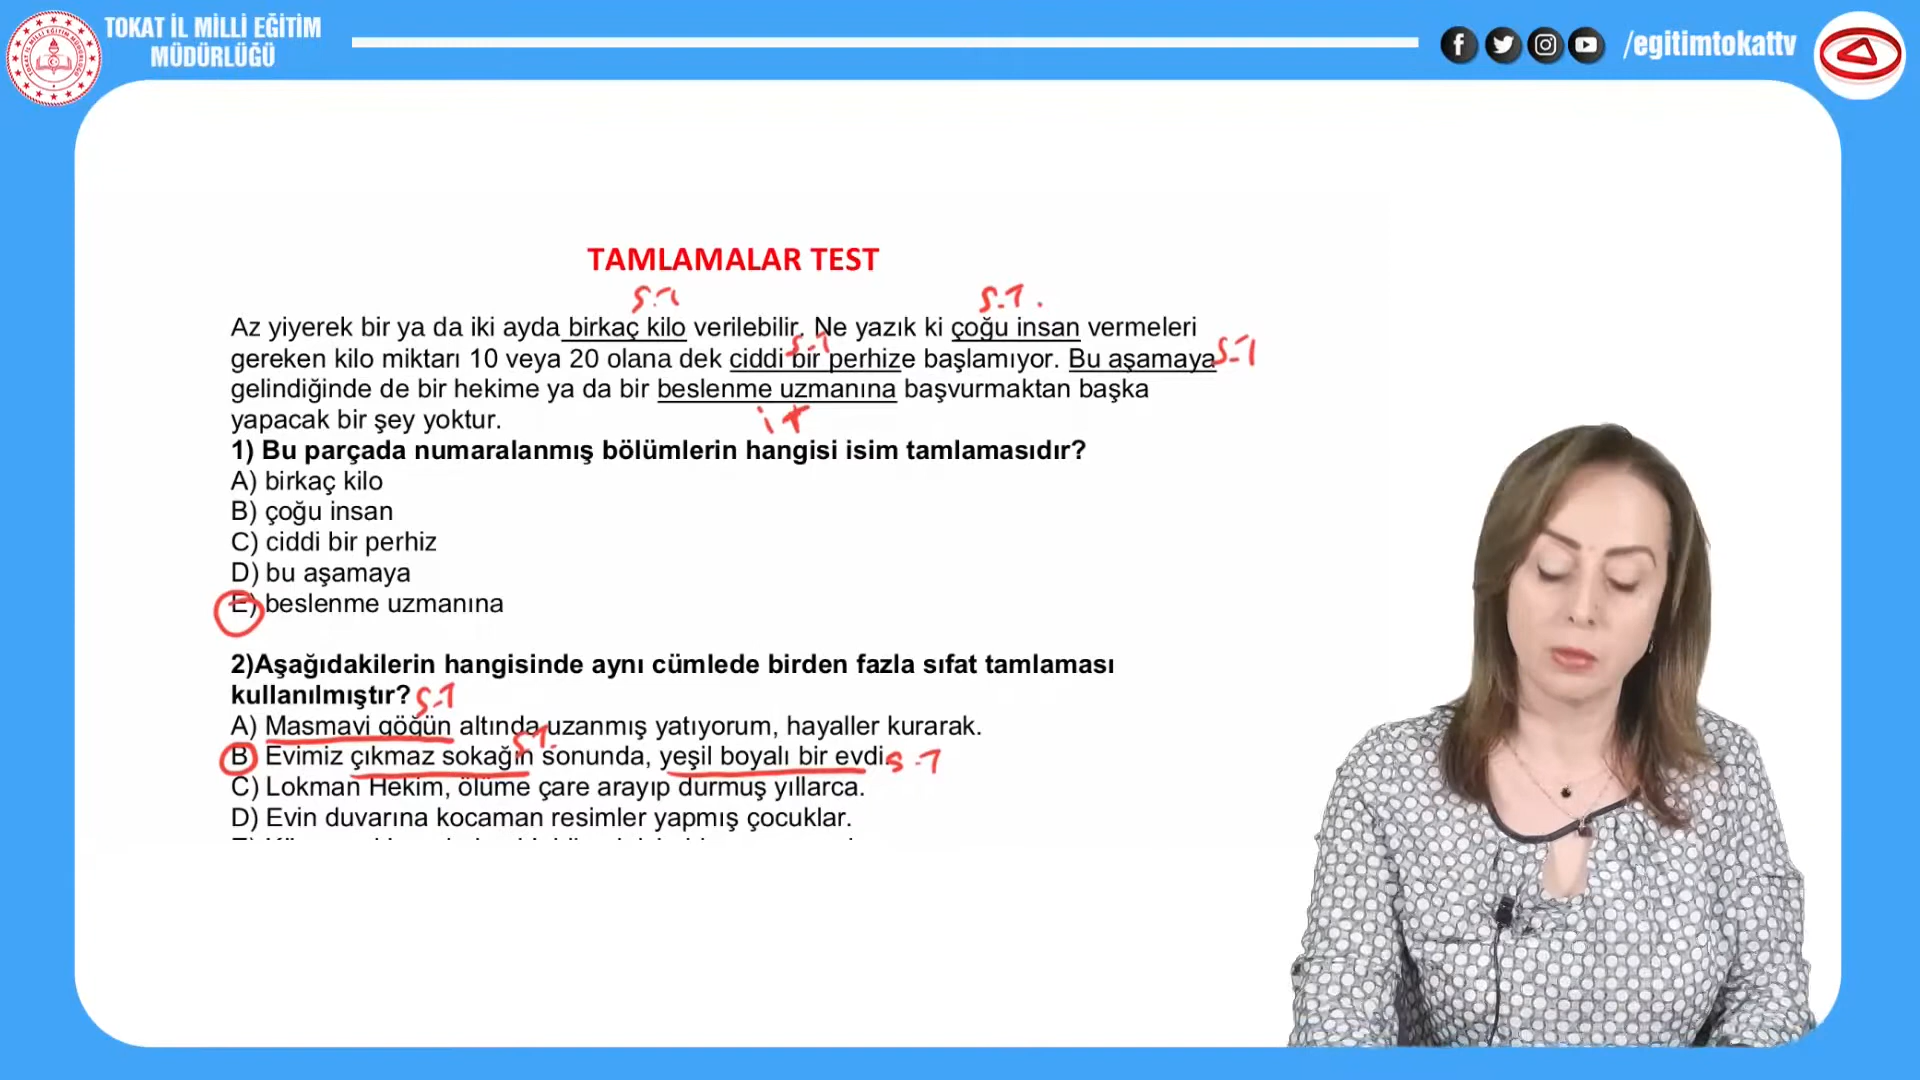 TOKAT İL MİLLİ EĞİTİM
MÜDÜRLÜĞÜ
/egitimtokattv
TAMLAMALAR TEST
S.T
S.T.
Az yiyerek bir ya da iki ayda birkaç kilo verilebilir. Ne yazık ki çoğu insan vermeleri
S.T
gereken kilo miktarı 10 veya 20 olana dek ciddi bir perhize başlamıyor. Bu aşamaya S.T
gelindiğinde de bir hekime ya da bir beslenme uzmanına başvurmaktan başka
yapacak bir şey yoktur.
i t
1) Bu parçada numaralanmış bölümlerin hangisi isim tamlamasıdır?
A) birkaç kilo
B) çoğu insan
C) ciddi bir perhiz
D) bu aşamaya
E) beslenme uzmanına
2)Aşağıdakilerin hangisinde aynı cümlede birden fazla sıfat tamlaması
kullanılmıştır? S.T
A) Masmavi göğün altında uzanmış yatıyorum, hayaller kurarak.
S.T.
B) Evimiz çıkmaz sokağın sonunda, yeşil boyalı bir evdi. S.T
C) Lokman Hekim, ölüme çare arayıp durmuş yıllarca.
D) Evin duvarına kocaman resimler yapmış çocuklar.